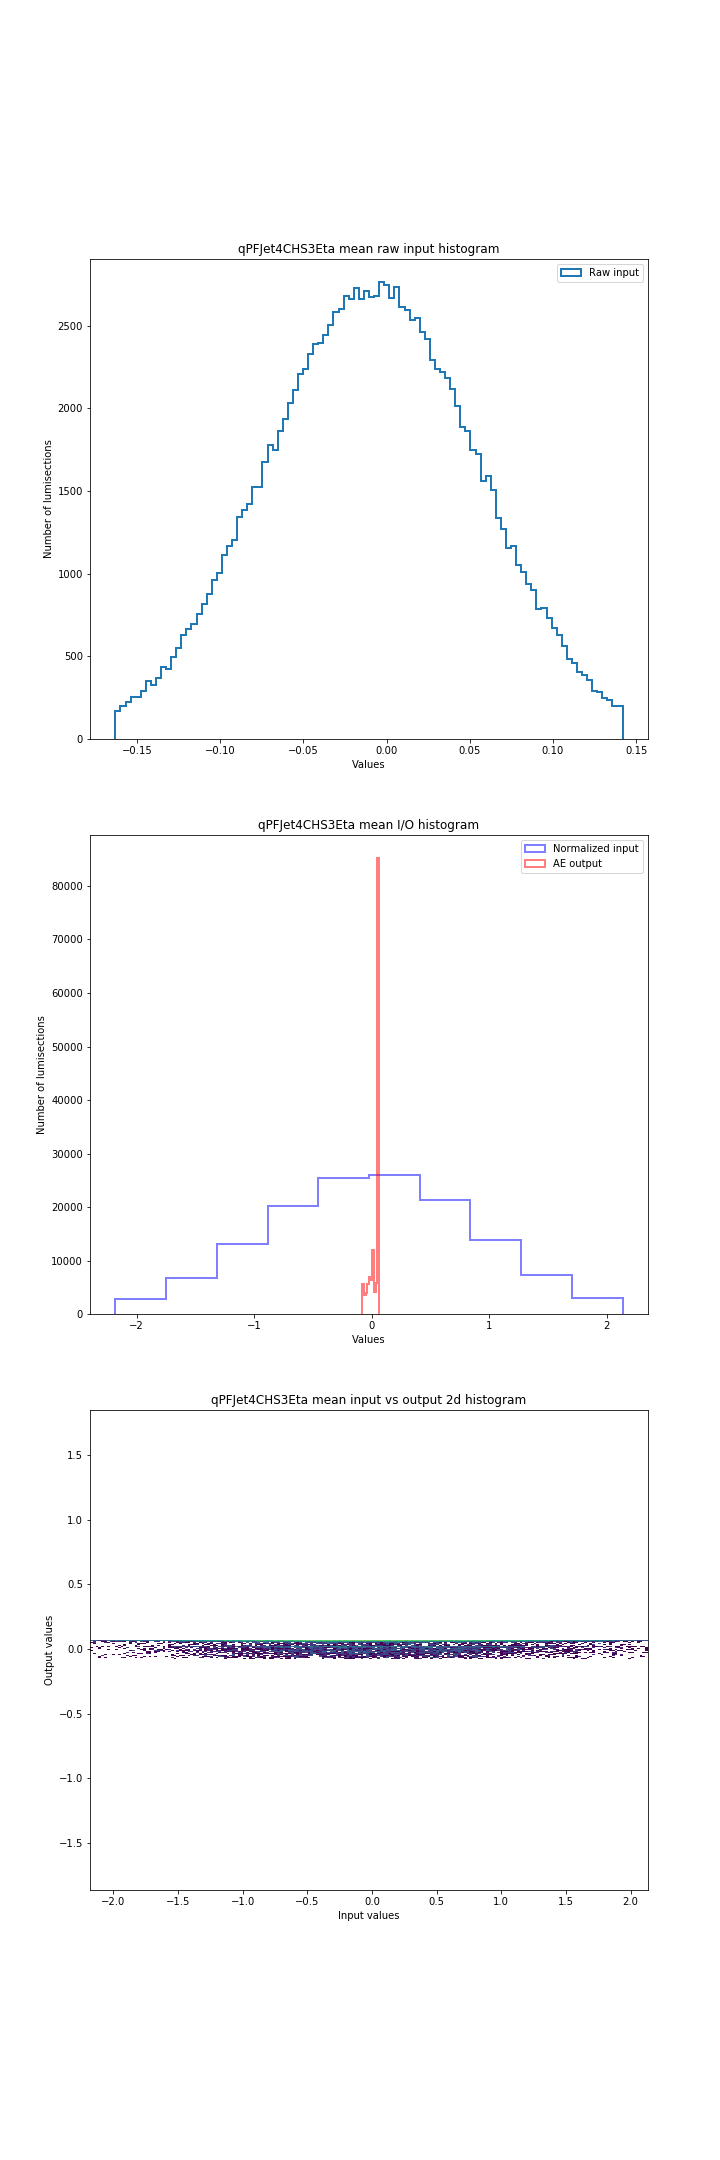 qPFJet4CHS3Eta mean raw input histogram
Raw input
2500
2000
1500
1000
500
0
Number of lumisections
−0.15 −0.10 −0.05 0.00 0.05 0.10 0.15
Values
qPFJet4CHS3Eta mean I/O histogram
Normalized input
AE output
80000
70000
60000
50000
40000
30000
20000
10000
0
Number of lumisections
−2 −1 0 1 2
Values
qPFJet4CHS3Eta mean input vs output 2d histogram
1.5
1.0
0.5
0.0
−0.5
−1.0
−1.5
Output values
−2.0 −1.5 −1.0 −0.5 0.0 0.5 1.0 1.5 2.0
Input values